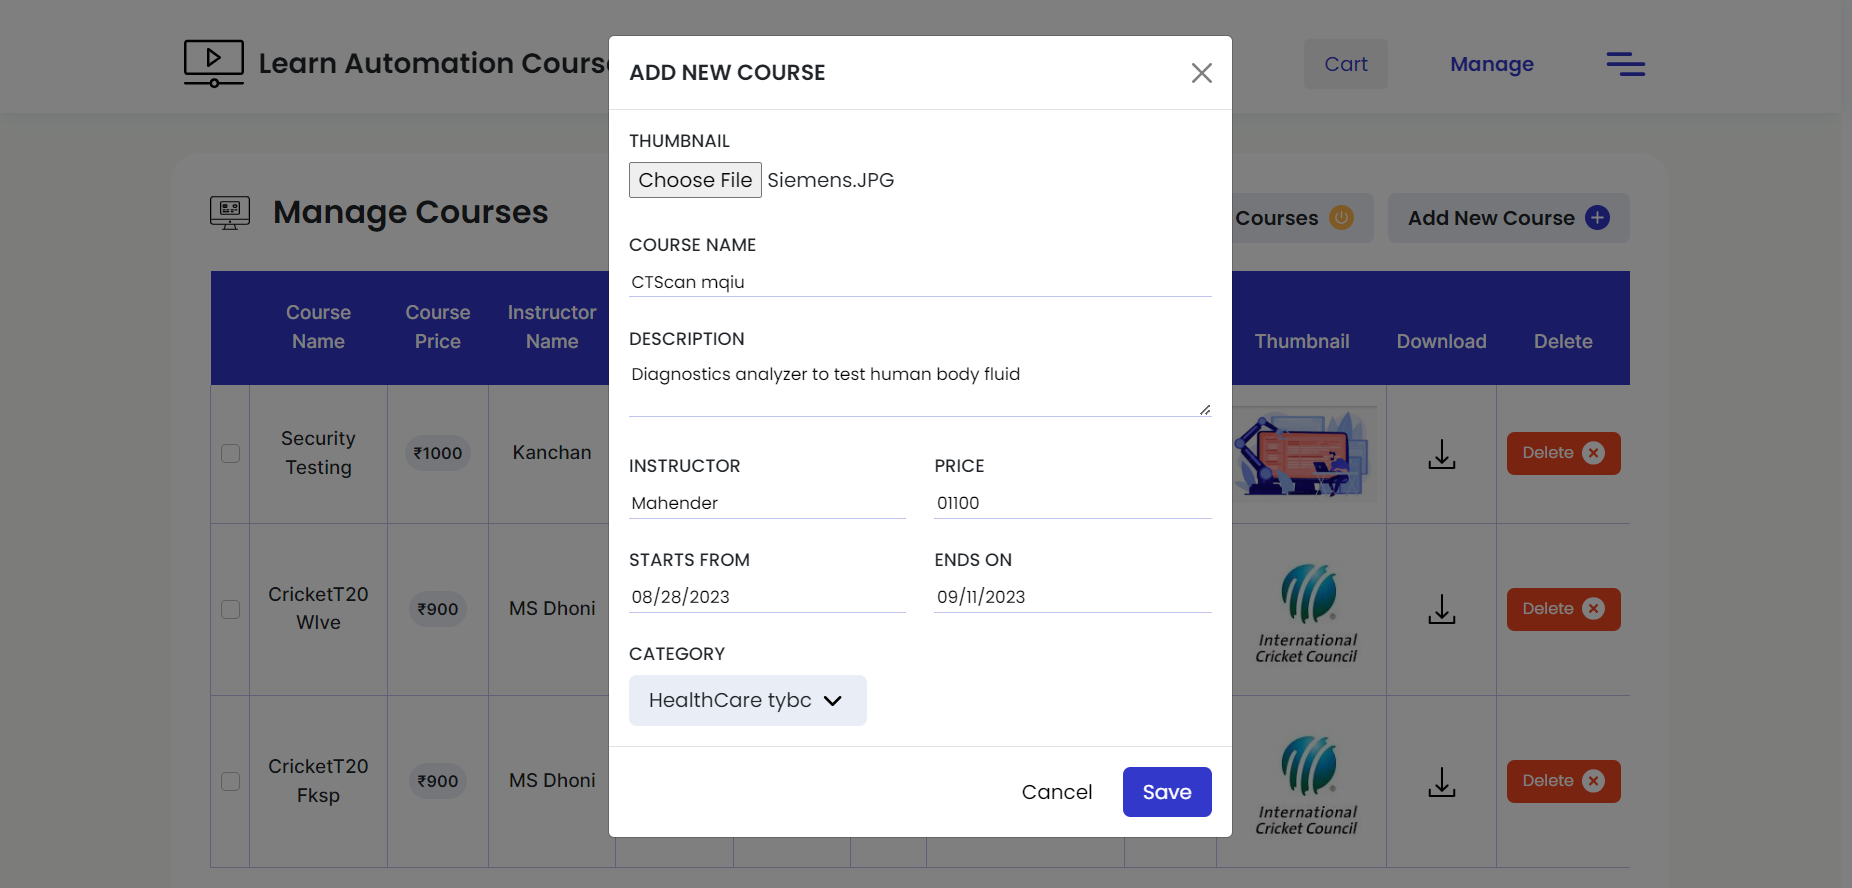 Learn Automation Cours
Cart
Manage
Manage Courses
Courses
Add New Course
Course
Name
Course
Price
Instructor
Name
Thumbnail
Download
Delete
Security
Testing
₹1000
Kanchan
Delete
CricketT20
Wlve
₹900
MS Dhoni
International
Cricket Council
Delete
CricketT20
Fksp
₹900
MS Dhoni
International
Cricket Council
Delete
ADD NEW COURSE
THUMBNAIL
Choose File Siemens.JPG
COURSE NAME
CTScan mqiu
DESCRIPTION
Diagnostics analyzer to test human body fluid
INSTRUCTOR
Mahender
PRICE
01100
STARTS FROM
08/28/2023
ENDS ON
09/11/2023
CATEGORY
HealthCare tybc
Cancel
Save